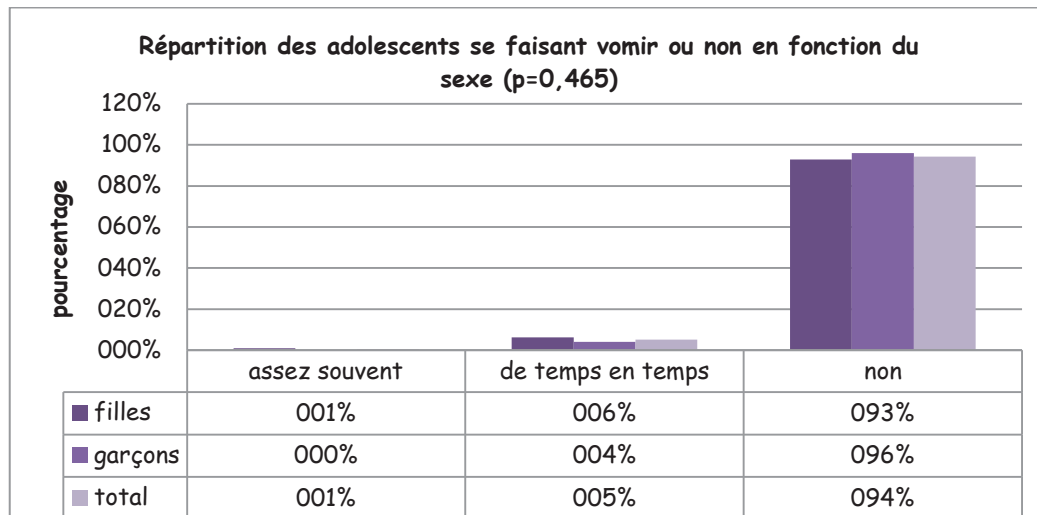 Répartition des adolescents se faisant vomir ou non en fonction du
sexe (p=0,465)
120%
100%
080%
060%
040%
020%
000%
pourcentage
assez souvent de temps en temps non
filles 001% 006% 093%
garçons 000% 004% 096%
total 001% 005% 094%